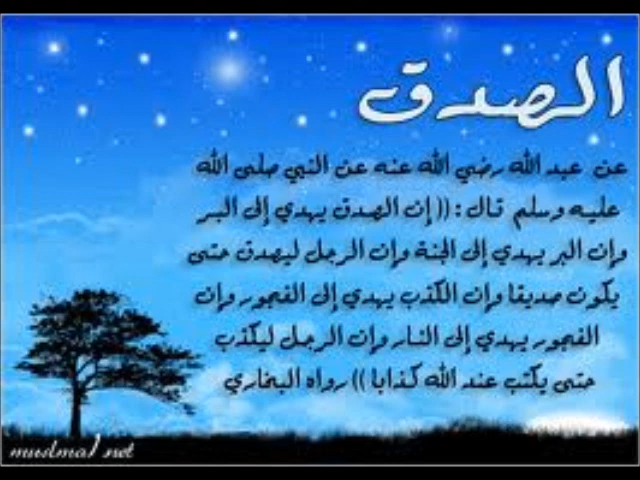 الصدق
عن عبد الله رضي الله عنه عن النبي صلى الله
عليه وسلم قال : (( إن الصدق يهدي إلى البر
وإن البر يهدي إلى الجنة وإن الرجل ليصدق حتى
يكون صديقا وإن الكذب يهدي إلى الفجور وإن
الفجور يهدي إلى النار وإن الرجل ليكذب
حتى يكتب عند الله كذابا )) رواه البخاري